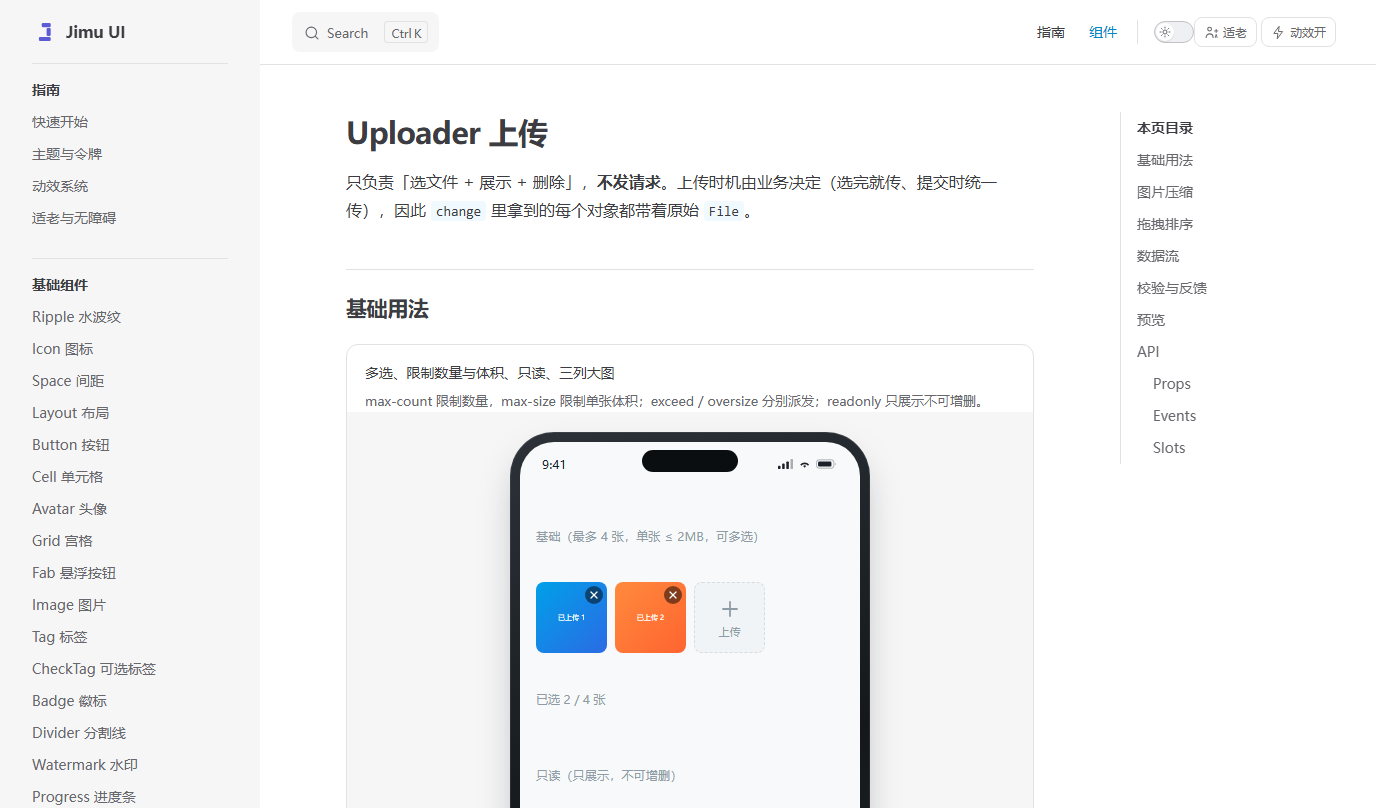 Jimu UI
Search
Ctrl K
指南
组件
适老
动效开
指南
快速开始
主题与令牌
动效系统
适老与无障碍
基础组件
Ripple 水波纹
Icon 图标
Space 间距
Layout 布局
Button 按钮
Cell 单元格
Avatar 头像
Grid 宫格
Fab 悬浮按钮
Image 图片
Tag 标签
CheckTag 可选标签
Badge 徽标
Divider 分割线
Watermark 水印
Progress 进度条
Uploader 上传
只负责「选文件 + 展示 + 删除」，不发请求。上传时机由业务决定（选完就传、提交时统一
传），因此 change 里拿到的每个对象都带着原始 File 。
基础用法
多选、限制数量与体积、只读、三列大图
max-count 限制数量，max-size 限制单张体积；exceed / oversize 分别派发；readonly 只展示不可增删。
9:41
基础（最多 4 张，单张 ≤ 2MB，可多选）
已上传 1
已上传 2
上传
已选 2 / 4 张
只读（只展示，不可增删）
本页目录
基础用法
图片压缩
拖拽排序
数据流
校验与反馈
预览
API
Props
Events
Slots